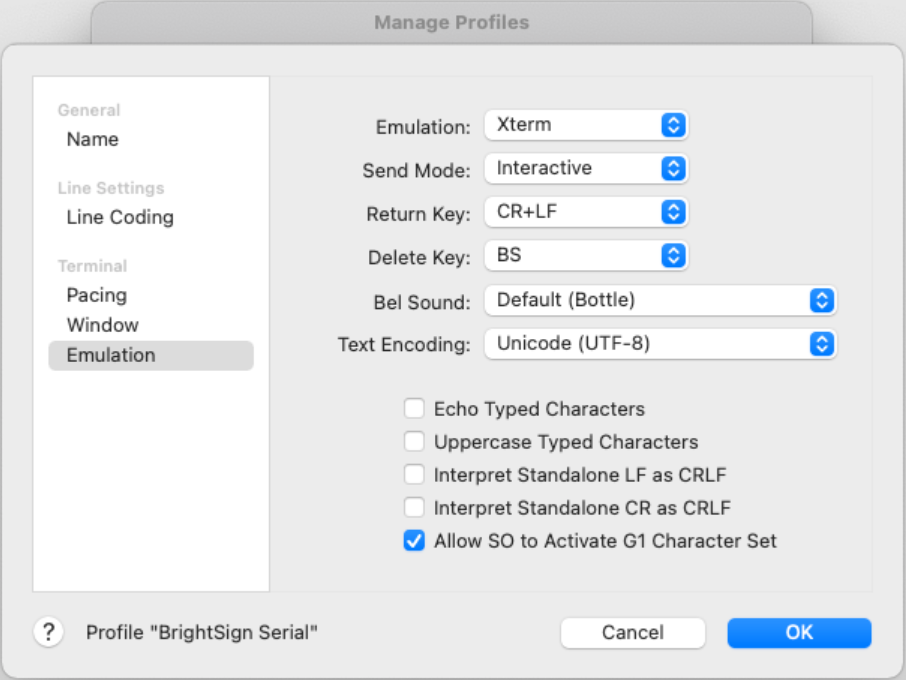 Manage Profiles
General
Name
Line Settings
Line Coding
Terminal
Pacing
Window
Emulation
Emulation: Xterm
Send Mode: Interactive
Return Key: CR+LF
Delete Key: BS
Bel Sound: Default (Bottle)
Text Encoding: Unicode (UTF-8)
Echo Typed Characters
Uppercase Typed Characters
Interpret Standalone LF as CRLF
Interpret Standalone CR as CRLF
Allow SO to Activate G1 Character Set
? Profile "BrightSign Serial" Cancel OK